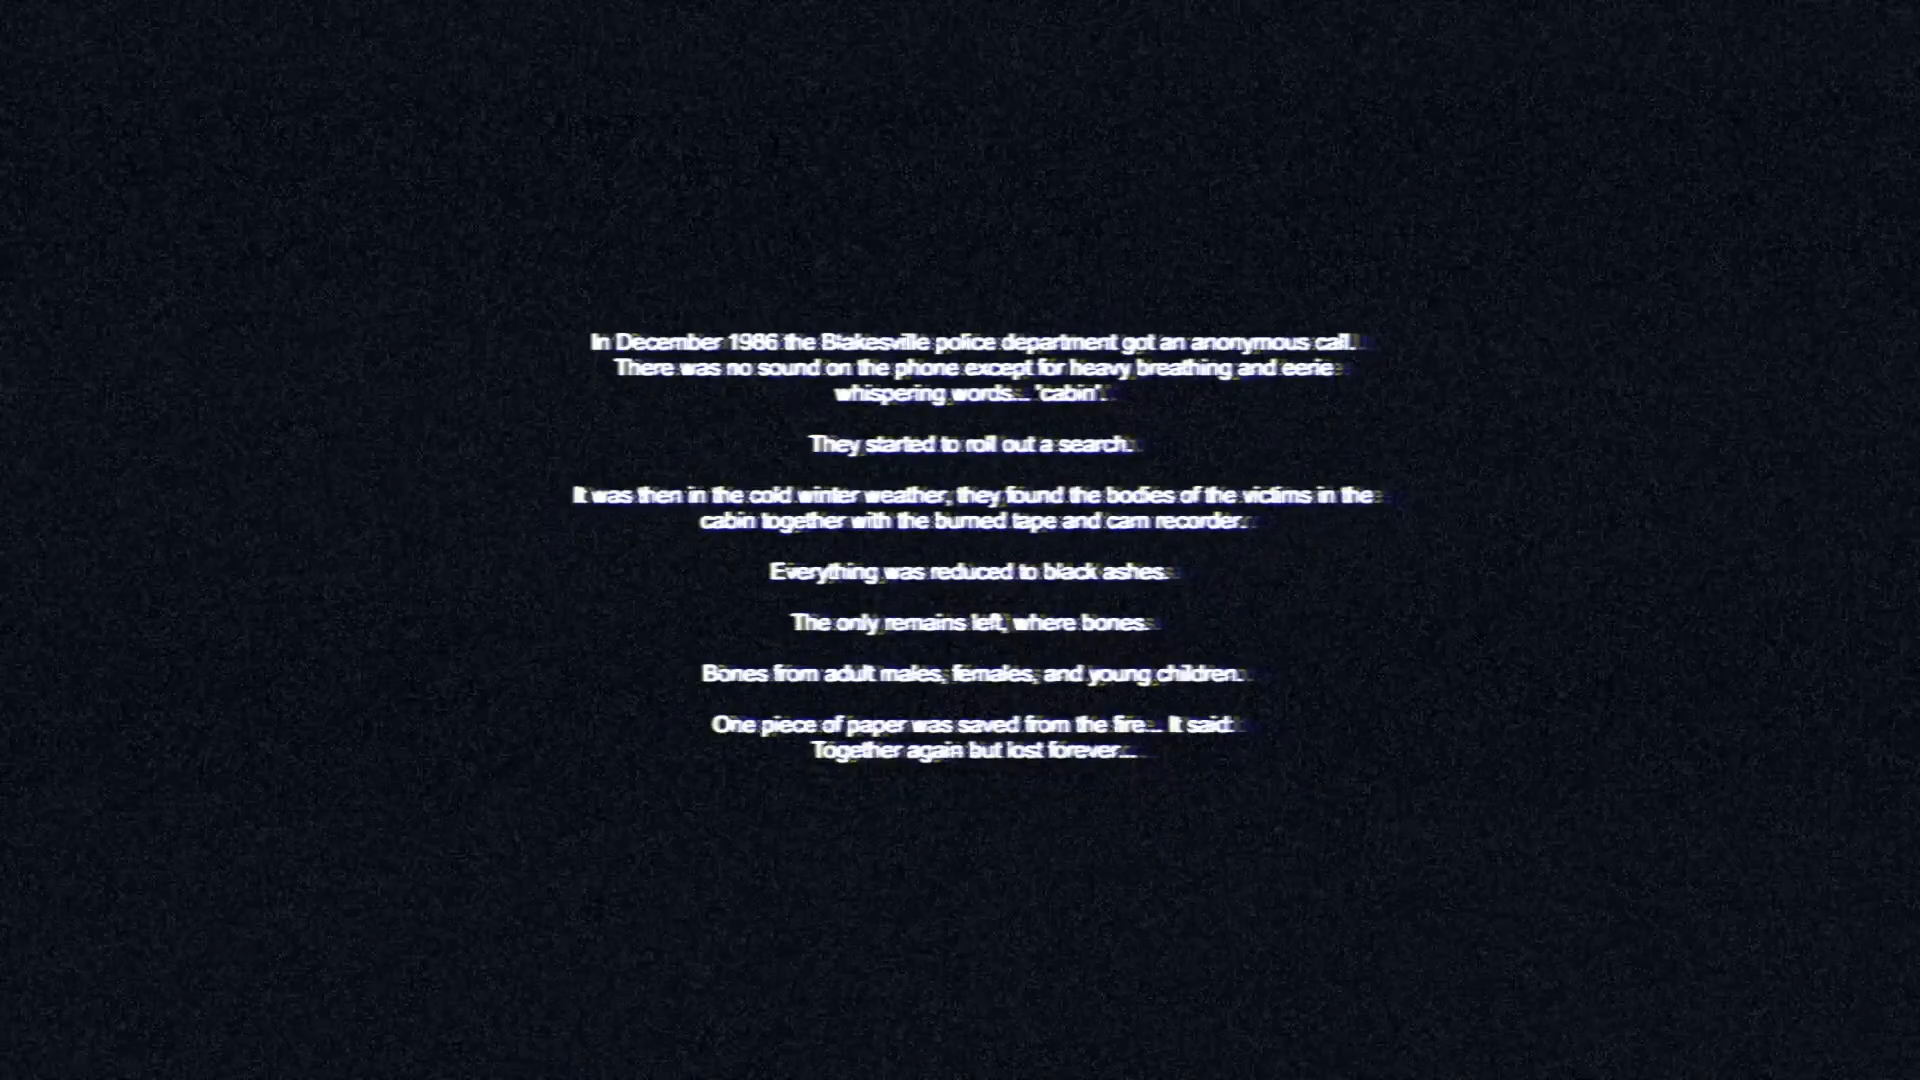 In December 1986 the Blakesville police department got an anonymous call.
There was no sound on the phone except for heavy breathing and eerie
whispering words... 'cabin'.
They started to roll out a search.
It was then in the cold winter weather, they found the bodies of the victims in the
cabin together with the burned tape and cam recorder.
Everything was reduced to black ashes.
The only remains left, where bones.
Bones from adult males, females, and young children.
One piece of paper was saved from the fire... It said:
Together again but lost forever...